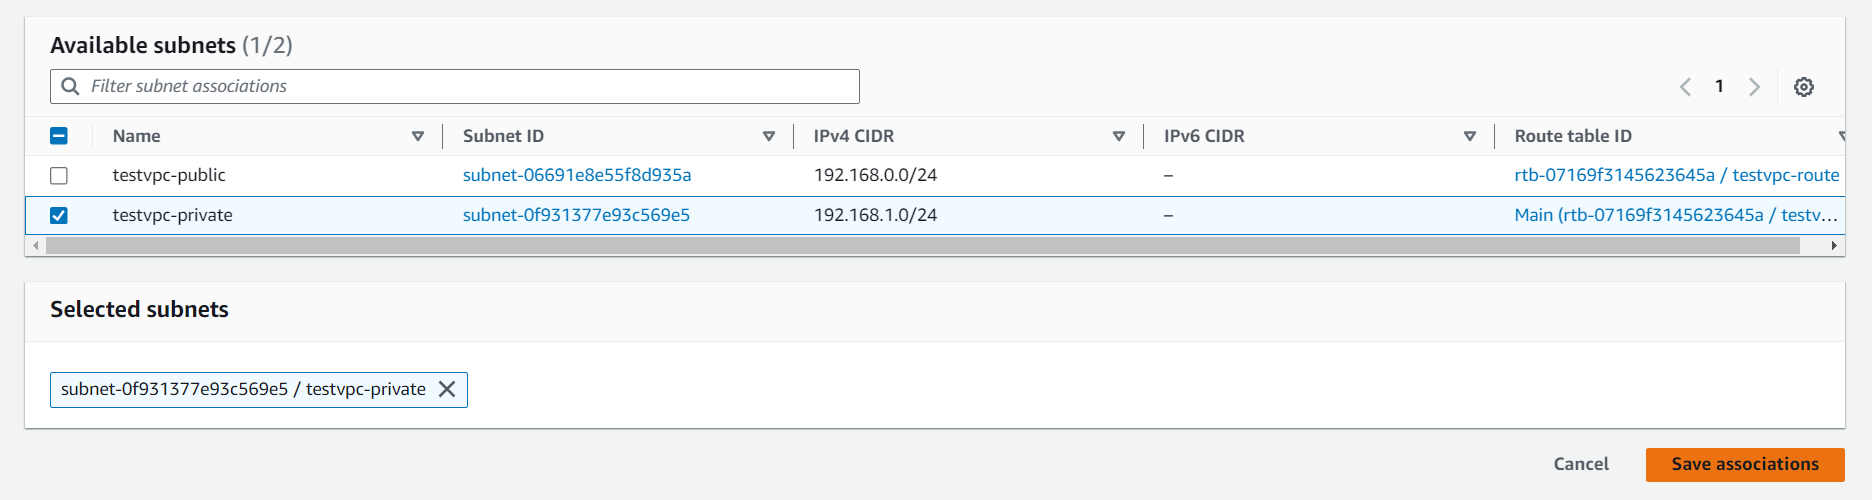 Available subnets (1/2)
Filter subnet associations
1
Name Subnet ID IPv4 CIDR IPv6 CIDR Route table ID
testvpc-public subnet-06691e8e55f8d935a 192.168.0.0/24 – rtb-07169f3145623645a / testvpc-route
testvpc-private subnet-0f931377e93c569e5 192.168.1.0/24 – Main (rtb-07169f3145623645a / testv...
Selected subnets
subnet-0f931377e93c569e5 / testvpc-private
Cancel Save associations